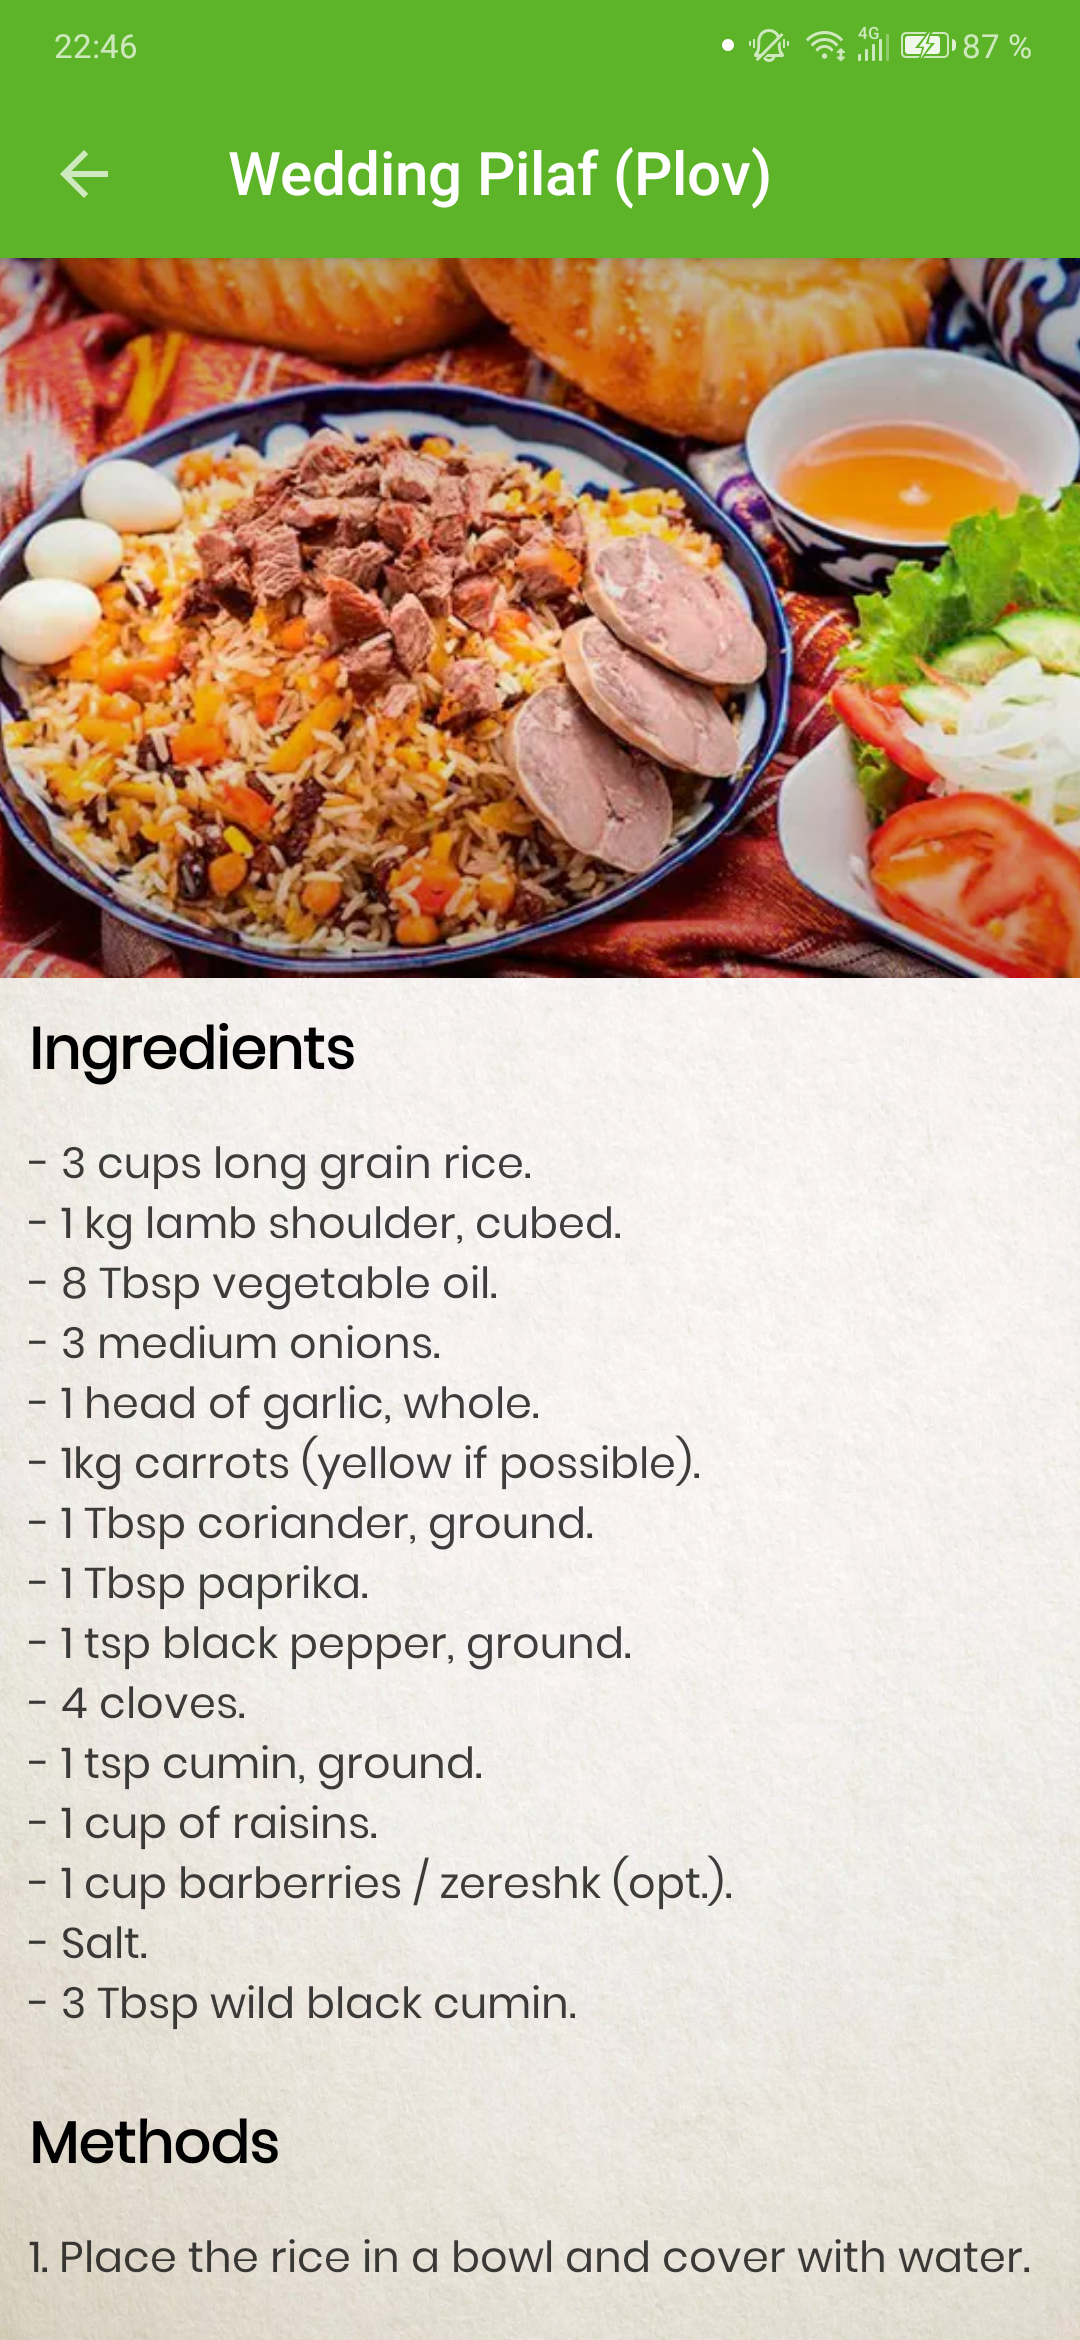 22:46
4G
87 %
Wedding Pilaf (Plov)
Ingredients
- 3 cups long grain rice.
- 1 kg lamb shoulder, cubed.
- 8 Tbsp vegetable oil.
- 3 medium onions.
- 1 head of garlic, whole.
- 1kg carrots (yellow if possible).
- 1 Tbsp coriander, ground.
- 1 Tbsp paprika.
- 1 tsp black pepper, ground.
- 4 cloves.
- 1 tsp cumin, ground.
- 1 cup of raisins.
- 1 cup barberries / zereshk (opt.).
- Salt.
- 3 Tbsp wild black cumin.
Methods
1. Place the rice in a bowl and cover with water.